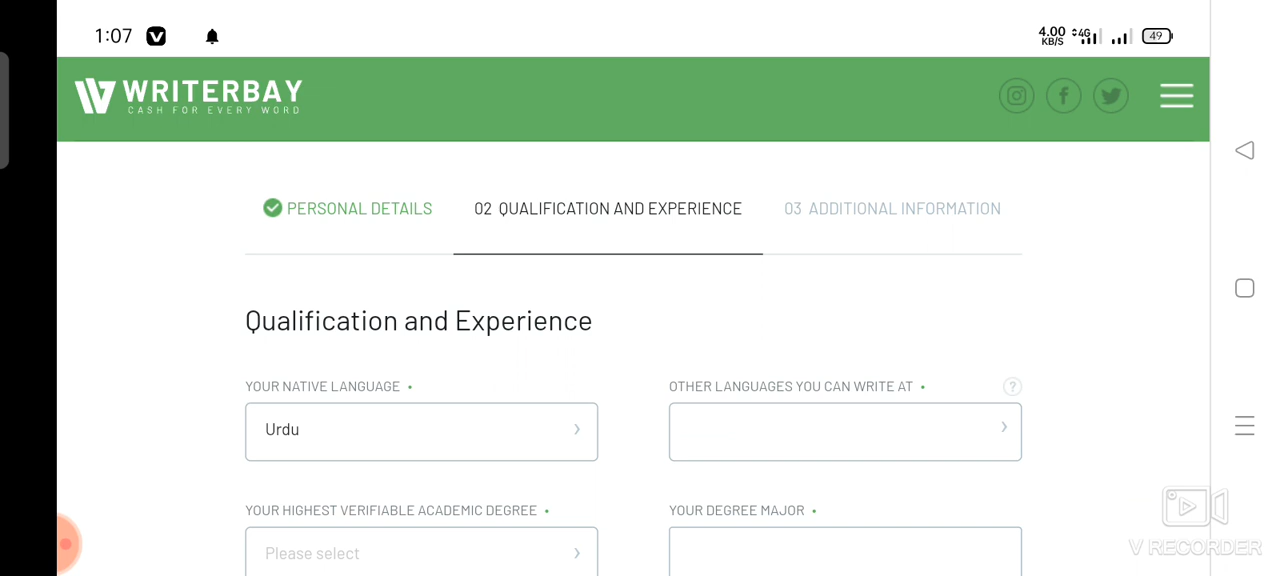 1:07
4.00 KB/S 4G 49
WRITERBAY
CASH FOR EVERY WORD
PERSONAL DETAILS 02 QUALIFICATION AND EXPERIENCE 03 ADDITIONAL INFORMATION
Qualification and Experience
YOUR NATIVE LANGUAGE • OTHER LANGUAGES YOU CAN WRITE AT • ?
Urdu
YOUR HIGHEST VERIFIABLE ACADEMIC DEGREE • YOUR DEGREE MAJOR •
Please select
V RECORDER